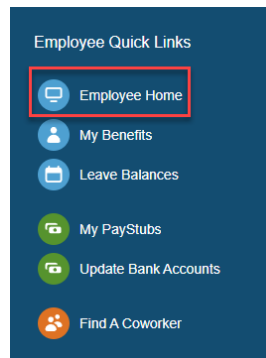 Employee Quick Links
Employee Home
My Benefits
Leave Balances
My PayStubs
Update Bank Accounts
Find A Coworker